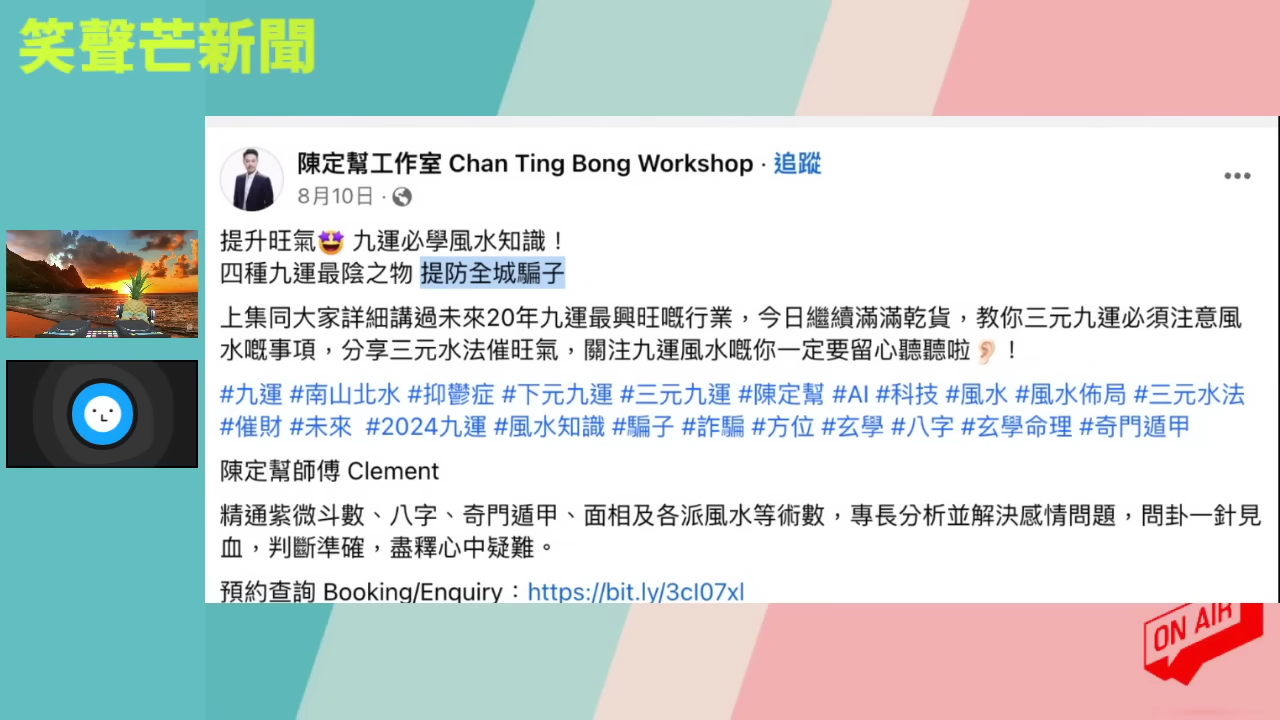 笑聲芒新聞
陳定幫工作室 Chan Ting Bong Workshop · 追蹤
8月10日 ·
提升旺氣🤩 九運必學風水知識！
四種九運最陰之物 提防全城騙子
上集同大家詳細講過未來20年九運最興旺嘅行業，今日繼續滿滿乾貨，教你三元九運必須注意風
水嘅事項，分享三元水法催旺氣，關注九運風水嘅你一定要留心聽聽啦👂🏻！
#九運 #南山北水 #抑鬱症 #下元九運 #三元九運 #陳定幫 #AI #科技 #風水 #風水佈局 #三元水法
#催財 #未來 #2024九運 #風水知識 #騙子 #詐騙 #方位 #玄學 #八字 #玄學命理 #奇門遁甲
陳定幫師傅 Clement
精通紫微斗數、八字、奇門遁甲、面相及各派風水等術數，專長分析並解決感情問題，問卦一針見
血，判斷準確，盡釋心中疑難。
預約查詢 Booking/Enquiry：https://bit.ly/3cI07xl
ON AIR